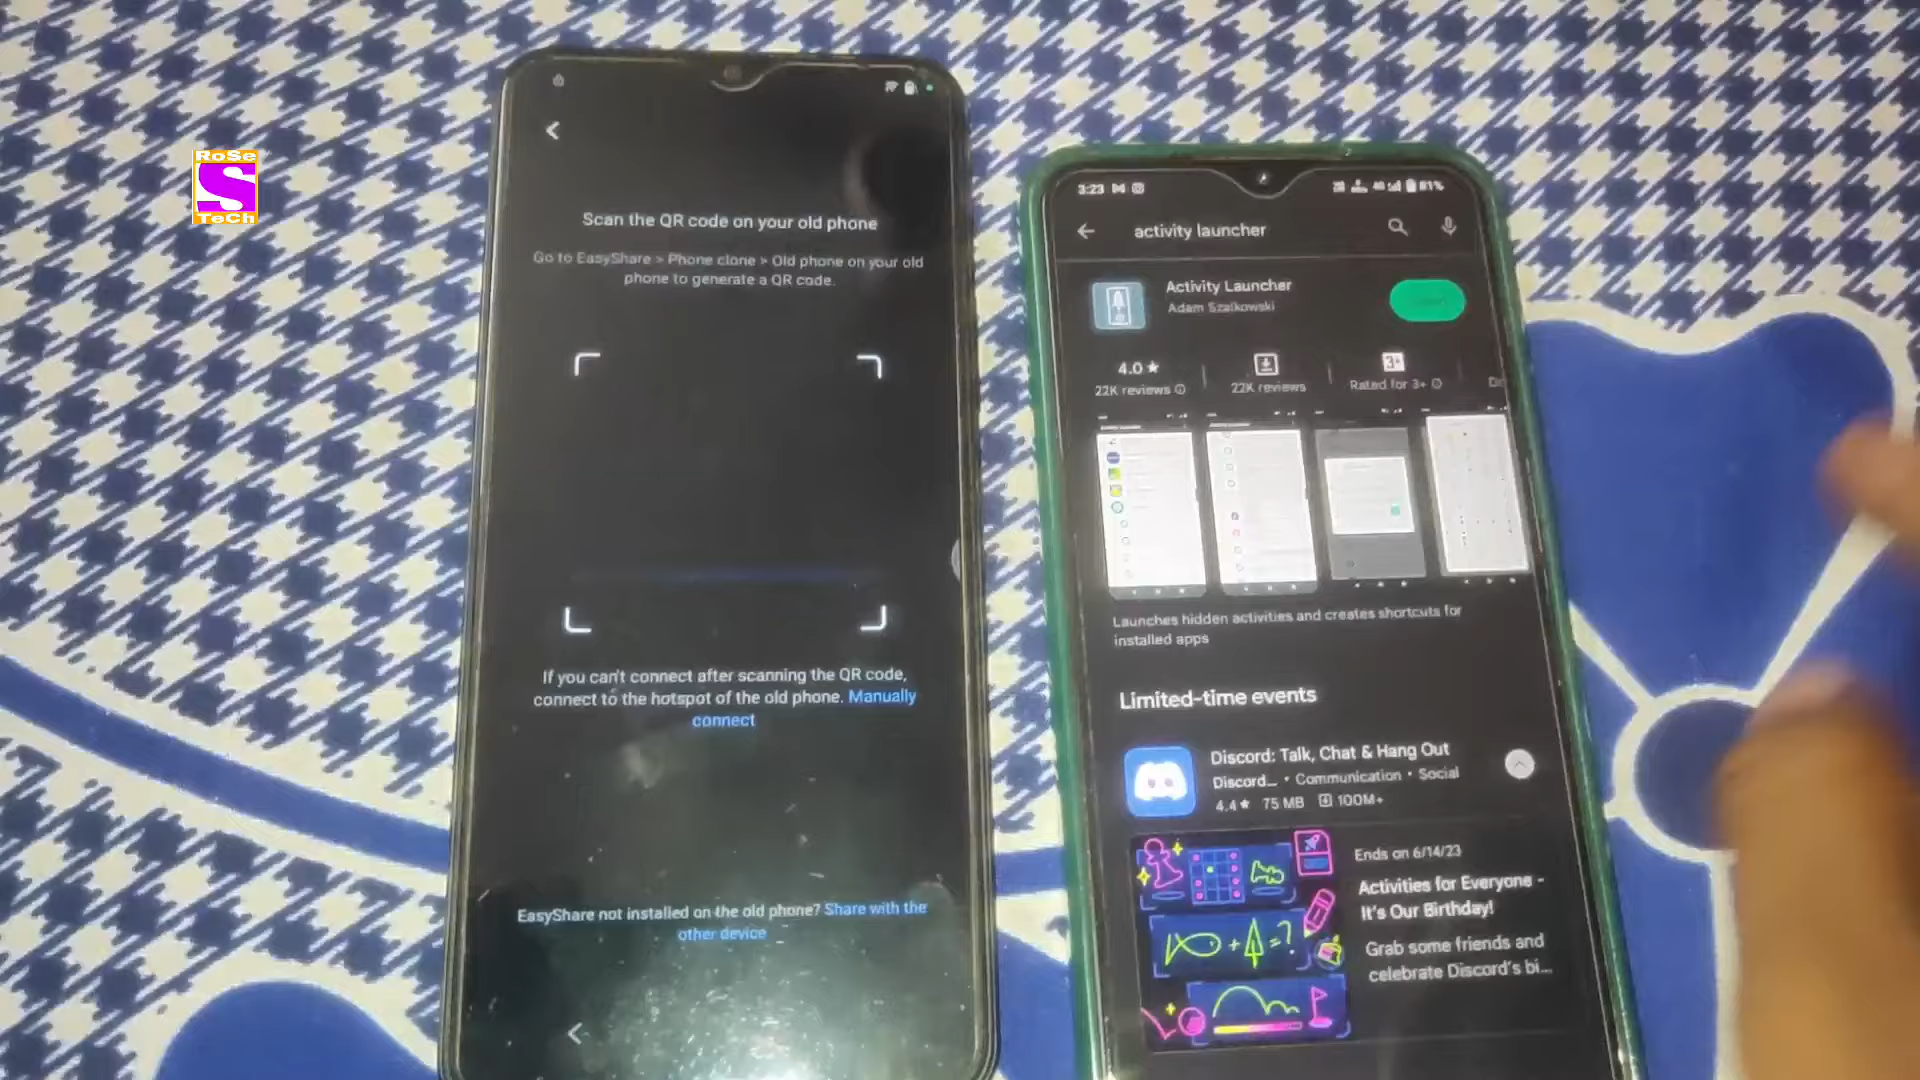 RoSe
S
TeCh
Scan the QR code on your old phone
Go to EasyShare > Phone clone > Old phone on your old
phone to generate a QR code.
If you can't connect after scanning the QR code,
connect to the hotspot of the old phone. Manually
connect
EasyShare not installed on the old phone? Share with the
other device
3:23
81%
activity launcher
Activity Launcher
Adam Szalkowski
4.0★
22K reviews
22K reviews
3+
Rated for 3+
Launches hidden activities and creates shortcuts for
installed apps
Limited-time events
Discord: Talk, Chat & Hang Out
Discord... • Communication • Social
4.4★ 75 MB 100M+
Ends on 6/14/23
Activities for Everyone -
It's Our Birthday!
Grab some friends and
celebrate Discord's bi...